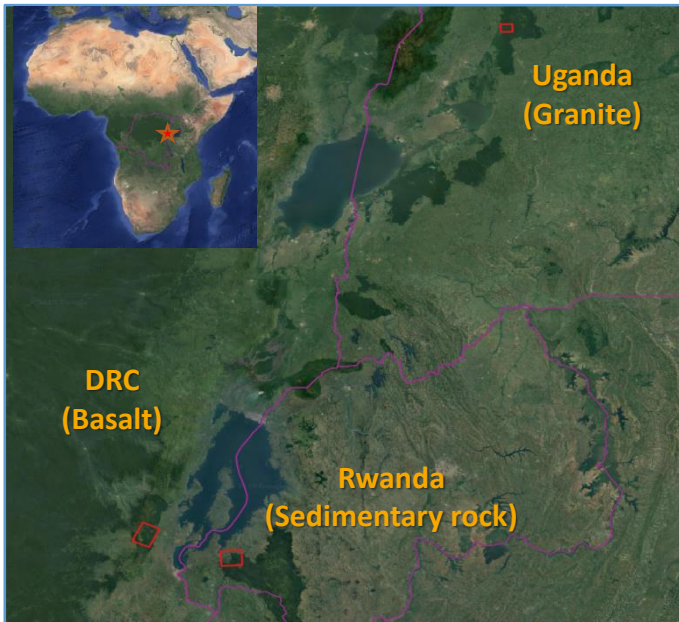 Uganda
(Granite)
DRC
(Basalt)
Rwanda
(Sedimentary rock)